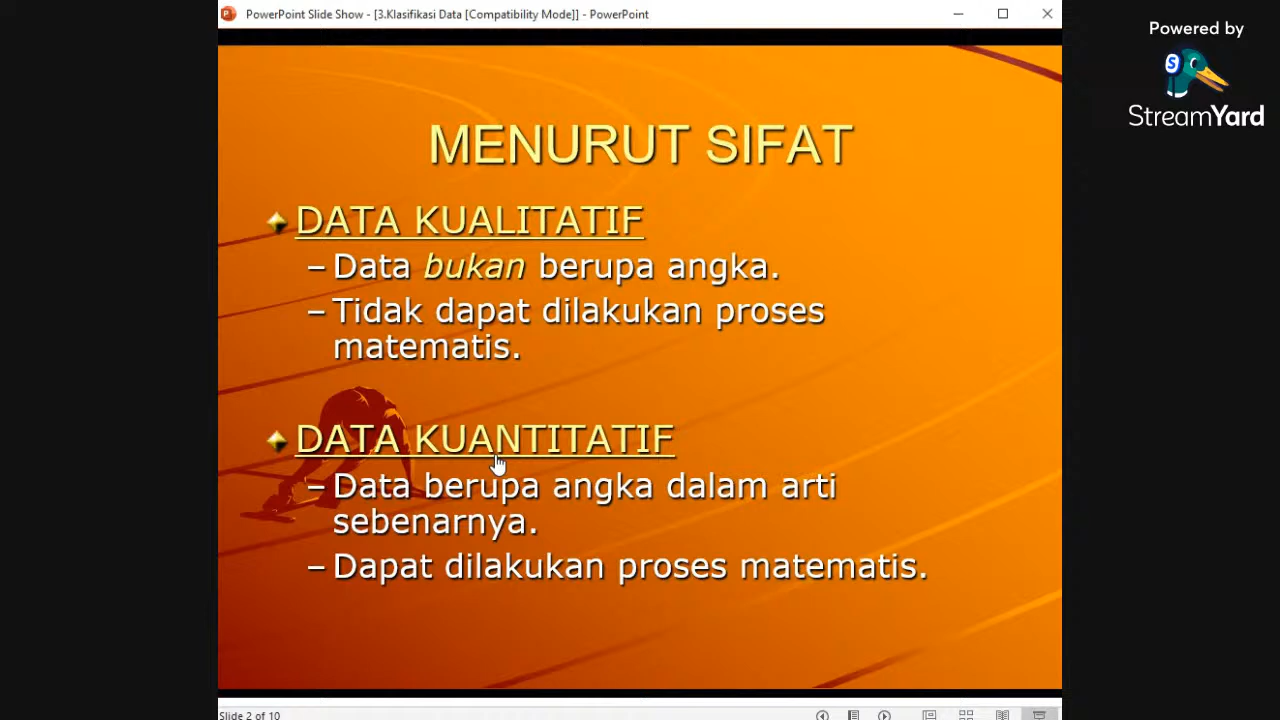 PowerPoint Slide Show - [3.Klasifikasi Data [Compatibility Mode]] - PowerPoint
Powered by
S
StreamYard
MENURUT SIFAT
DATA KUALITATIF
–Data bukan berupa angka.
–Tidak dapat dilakukan proses
matematis.
DATA KUANTITATIF
–Data berupa angka dalam arti
sebenarnya.
–Dapat dilakukan proses matematis.
Slide 2 of 10